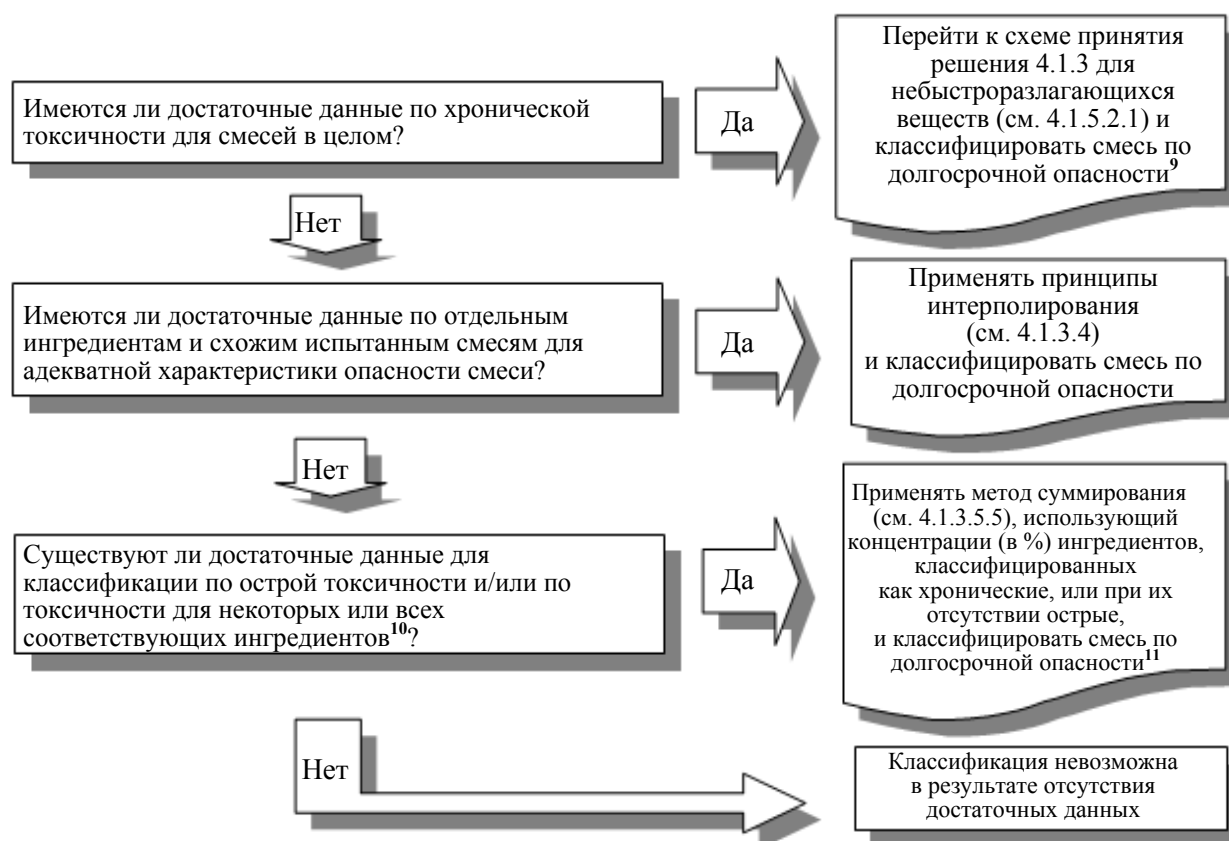 Имеются ли достаточные данные по хронической
токсичности для смесей в целом?
Да
Перейти к схеме принятия
решения 4.1.3 для
небыстроразлагающихся
веществ (см. 4.1.5.2.1) и
классифицировать смесь по
долгосрочной опасности⁹
Нет
Имеются ли достаточные данные по отдельным
ингредиентам и схожим испытанным смесям для
адекватной характеристики опасности смеси?
Да
Применять принципы
интерполирования
(см. 4.1.3.4)
и классифицировать смесь по
долгосрочной опасности
Нет
Существуют ли достаточные данные для
классификации по острой токсичности и/или по
токсичности для некоторых или всех
соответствующих ингредиентов¹⁰?
Да
Применять метод суммирования
(см. 4.1.3.5.5), использующий
концентрации (в %) ингредиентов,
классифицированных
как хронические, или при их
отсутствии острые,
и классифицировать смесь по
долгосрочной опасности¹¹
Нет
Классификация невозможна
в результате отсутствия
достаточных данных